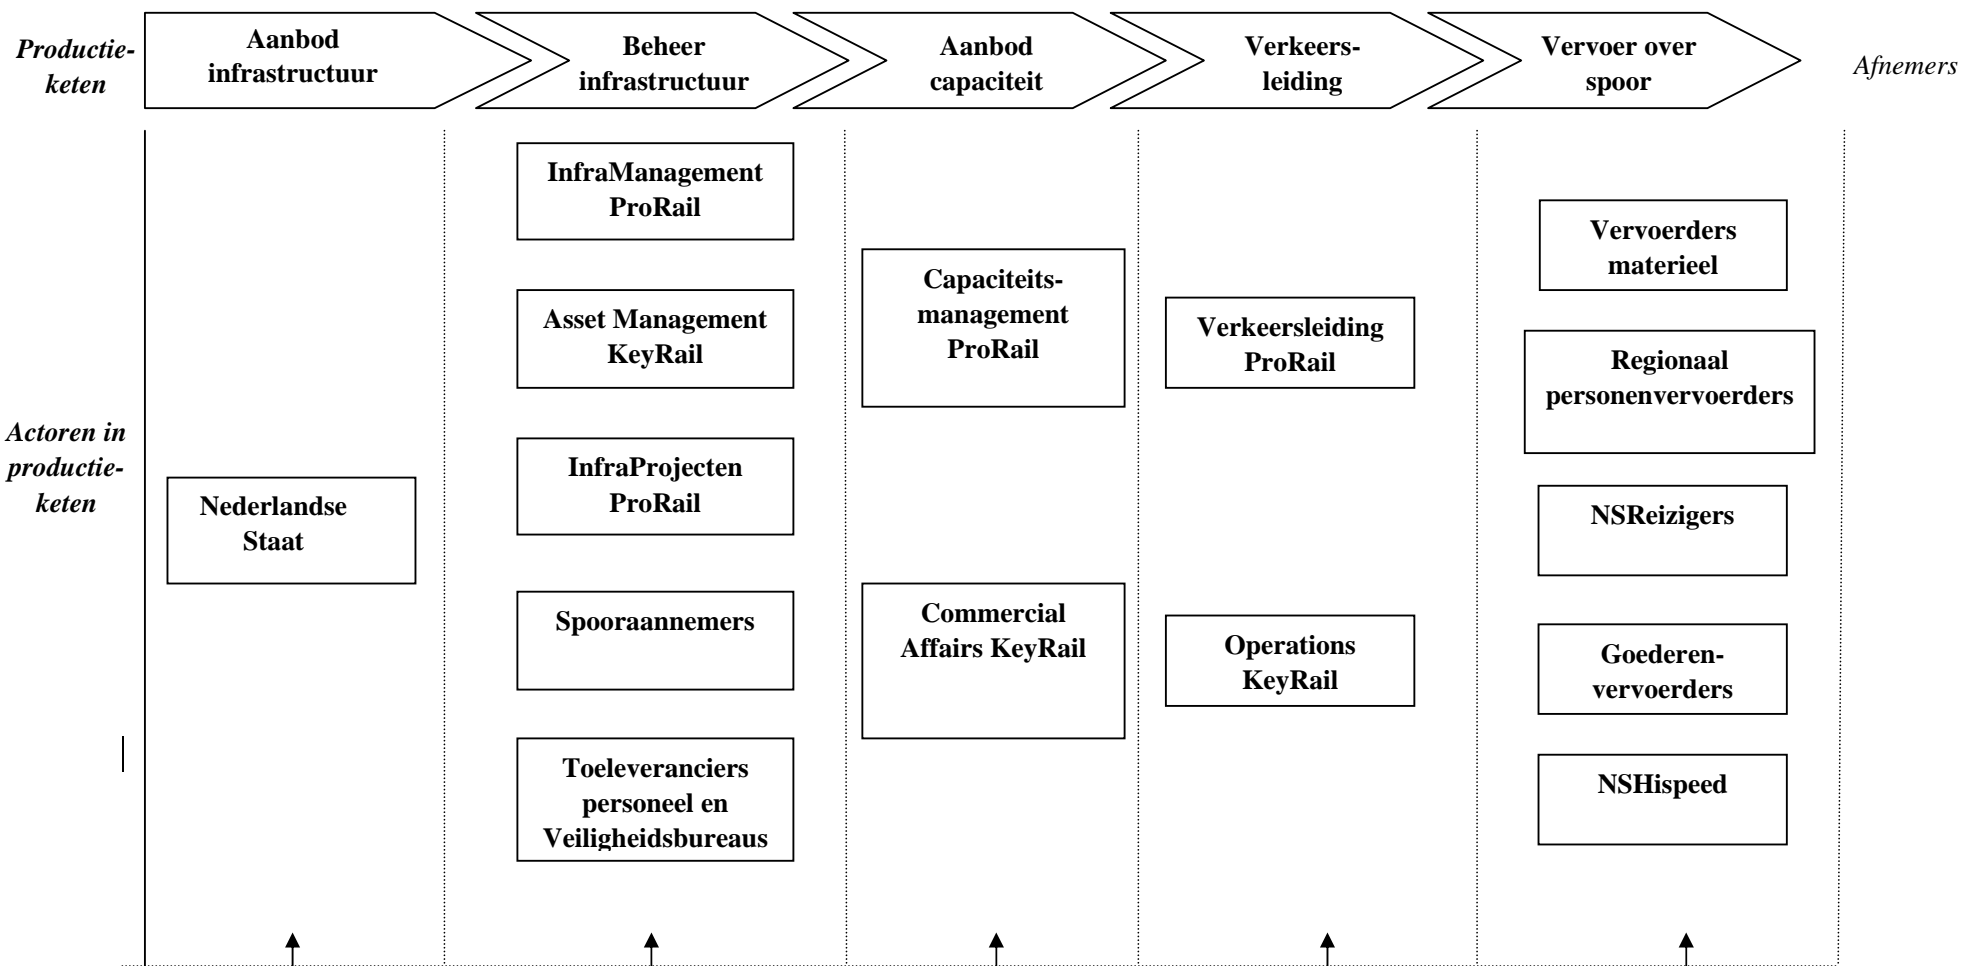 Productie-
keten
Aanbod
infrastructuur
Beheer
infrastructuur
Aanbod
capaciteit
Verkeers-
leiding
Vervoer over
spoor
Afnemers
Actoren in
productie-
keten
Nederlandse
Staat
InfraManagement
ProRail
Asset Management
KeyRail
InfraProjecten
ProRail
Spooraannemers
Toeleveranciers
personeel en
Veiligheidsbureaus
Capaciteits-
management
ProRail
Commercial
Affairs KeyRail
Verkeersleiding
ProRail
Operations
KeyRail
Vervoerders
materieel
Regionaal
personenvervoerders
NSReizigers
Goederen-
vervoerders
NSHispeed